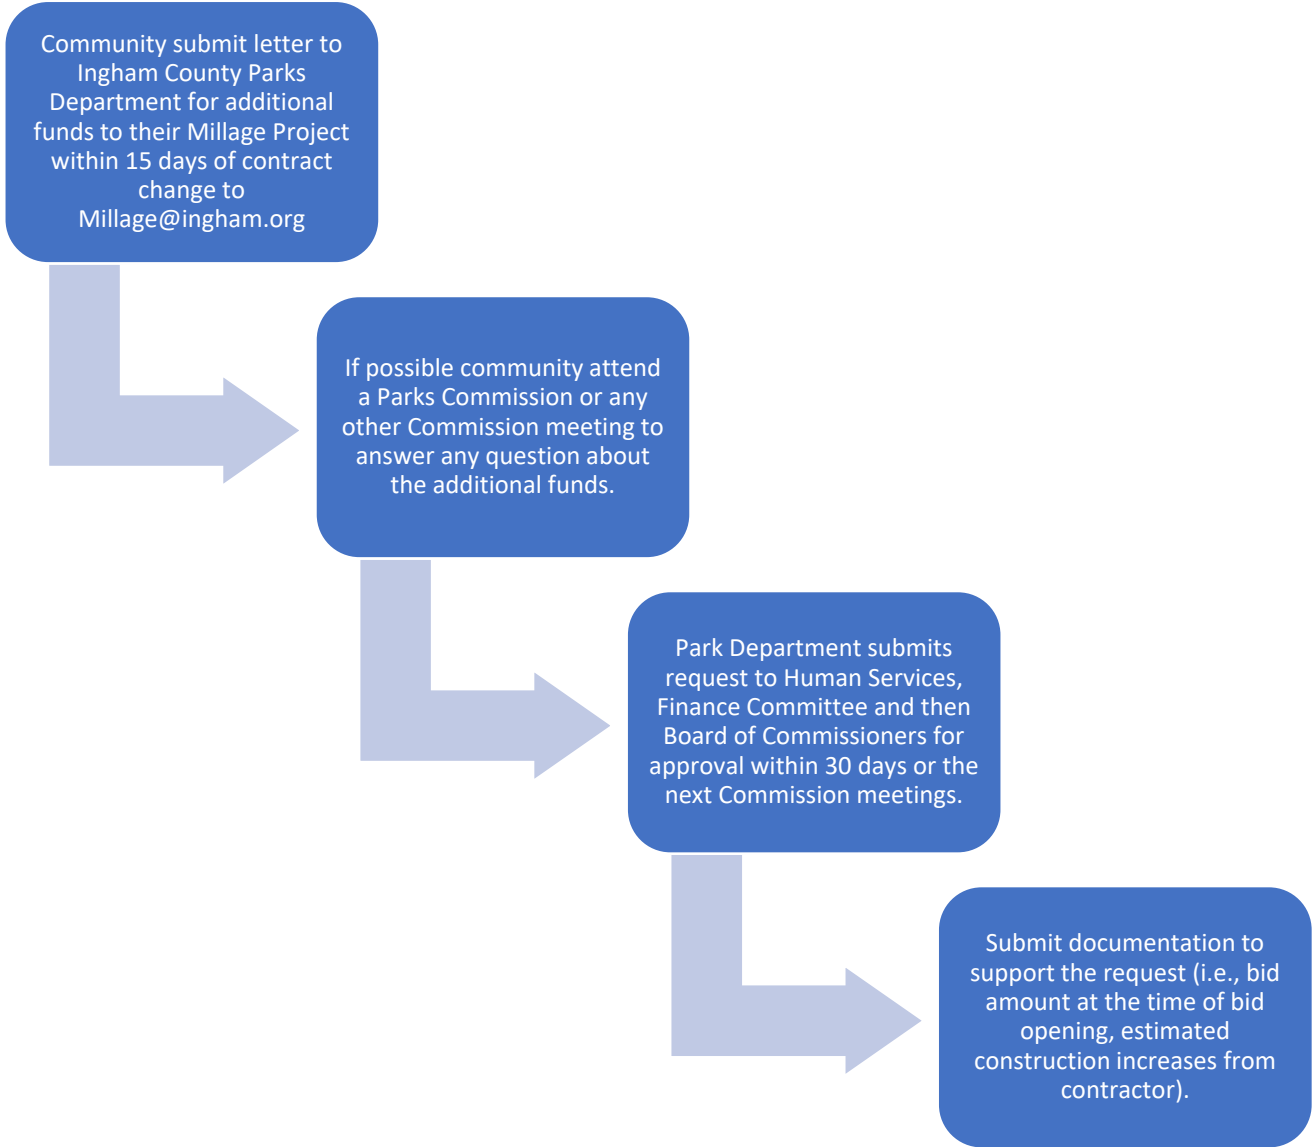 Community submit letter to
Ingham County Parks
Department for additional
funds to their Millage Project
within 15 days of contract
change to
Millage@ingham.org
If possible community attend
a Parks Commission or any
other Commission meeting to
answer any question about
the additional funds.
Park Department submits
request to Human Services,
Finance Committee and then
Board of Commissioners for
approval within 30 days or the
next Commission meetings.
Submit documentation to
support the request (i.e., bid
amount at the time of bid
opening, estimated
construction increases from
contractor).